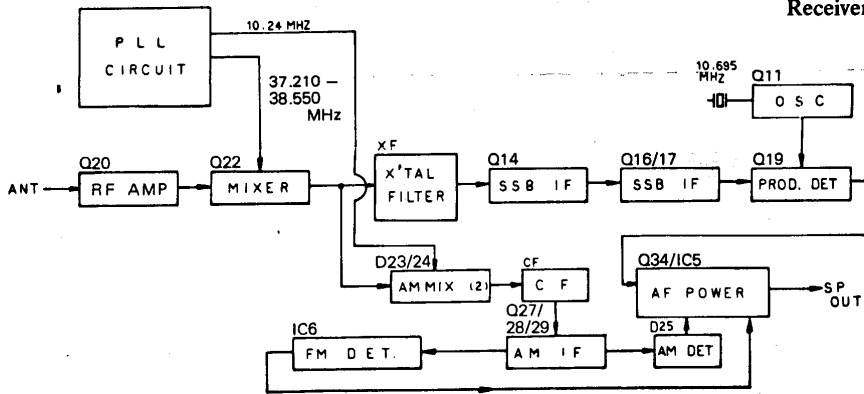 Receiver
10.24 MHZ
PLL
CIRCUIT
37.210 –
38.550
MHz
10.695
MHZ
Q11
OSC
XF
X'TAL
FILTER
Q20
RF AMP
Q22
MIXER
Q14
SSB IF
Q16/17
SSB IF
Q19
PROD. DET
ANT
D23/24
AM MIX (2)
CF
C F
Q34/IC5
AF POWER
SP
OUT
Q27/
28/29
AM IF
D25
AM DET
IC6
FM DET.